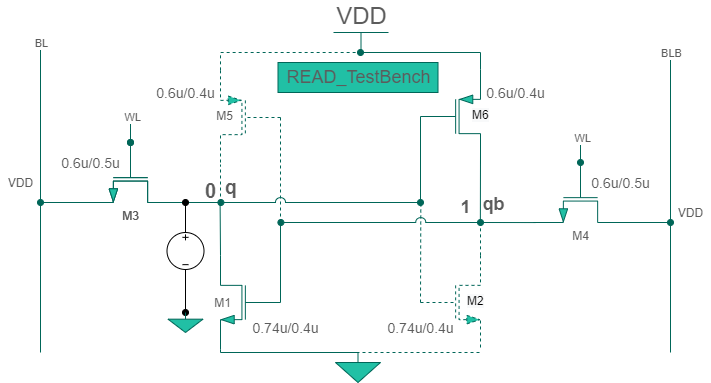 VDD
BL
BLB
READ_TestBench
0.6u/0.4u
M5
0.6u/0.4u
M6
WL
WL
0.6u/0.5u
0.6u/0.5u
VDD
M3
0 q
1 qb
VDD
M4
+
−
M1
M2
0.74u/0.4u
0.74u/0.4u